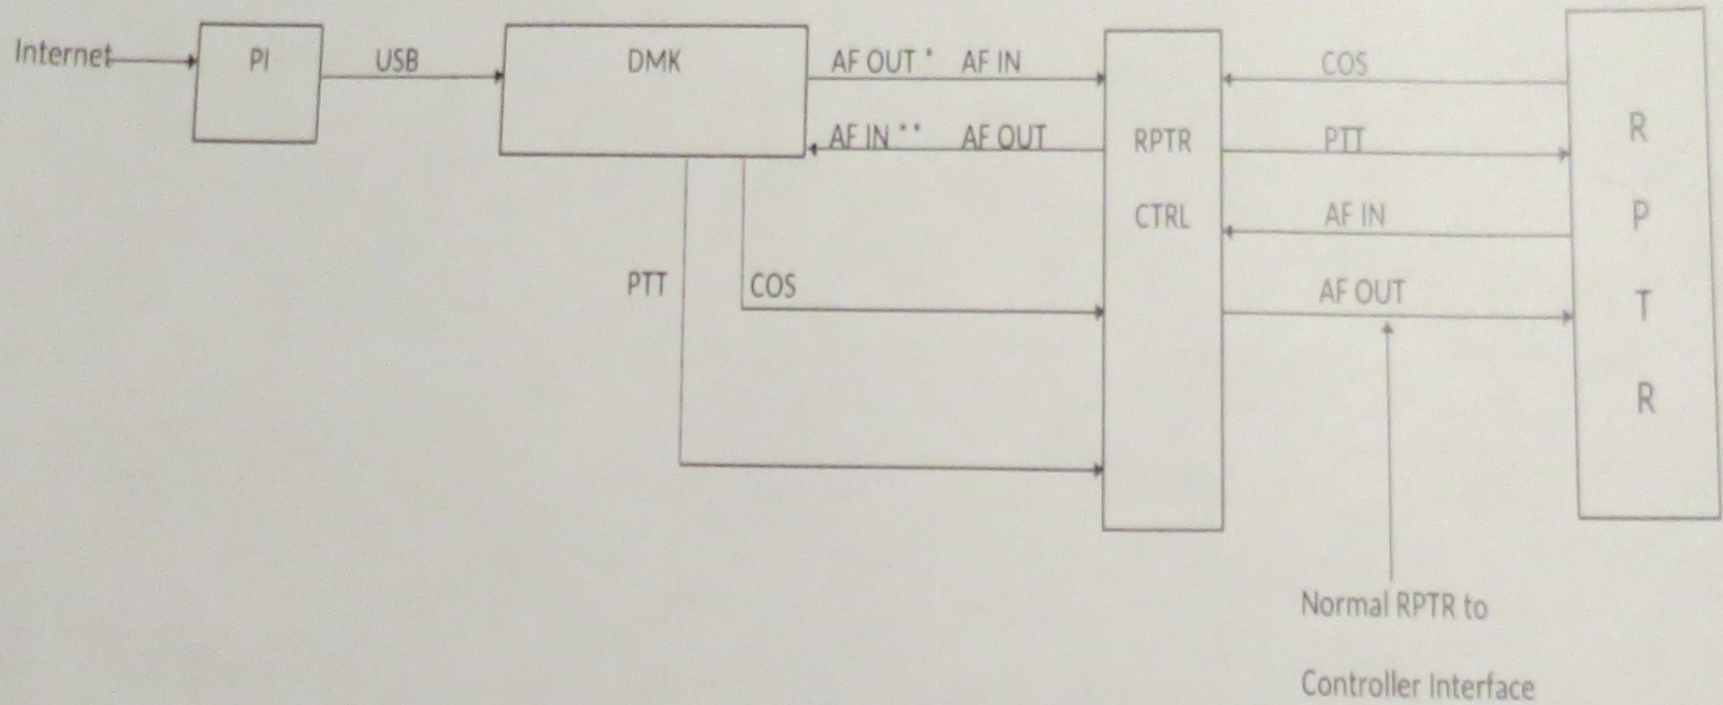 Internet
PI
USB
DMK
AF OUT * AF IN
AF IN ** AF OUT
PTT
COS
RPTR
CTRL
COS
PTT
AF IN
AF OUT
R
P
T
R
Normal RPTR to
Controller Interface